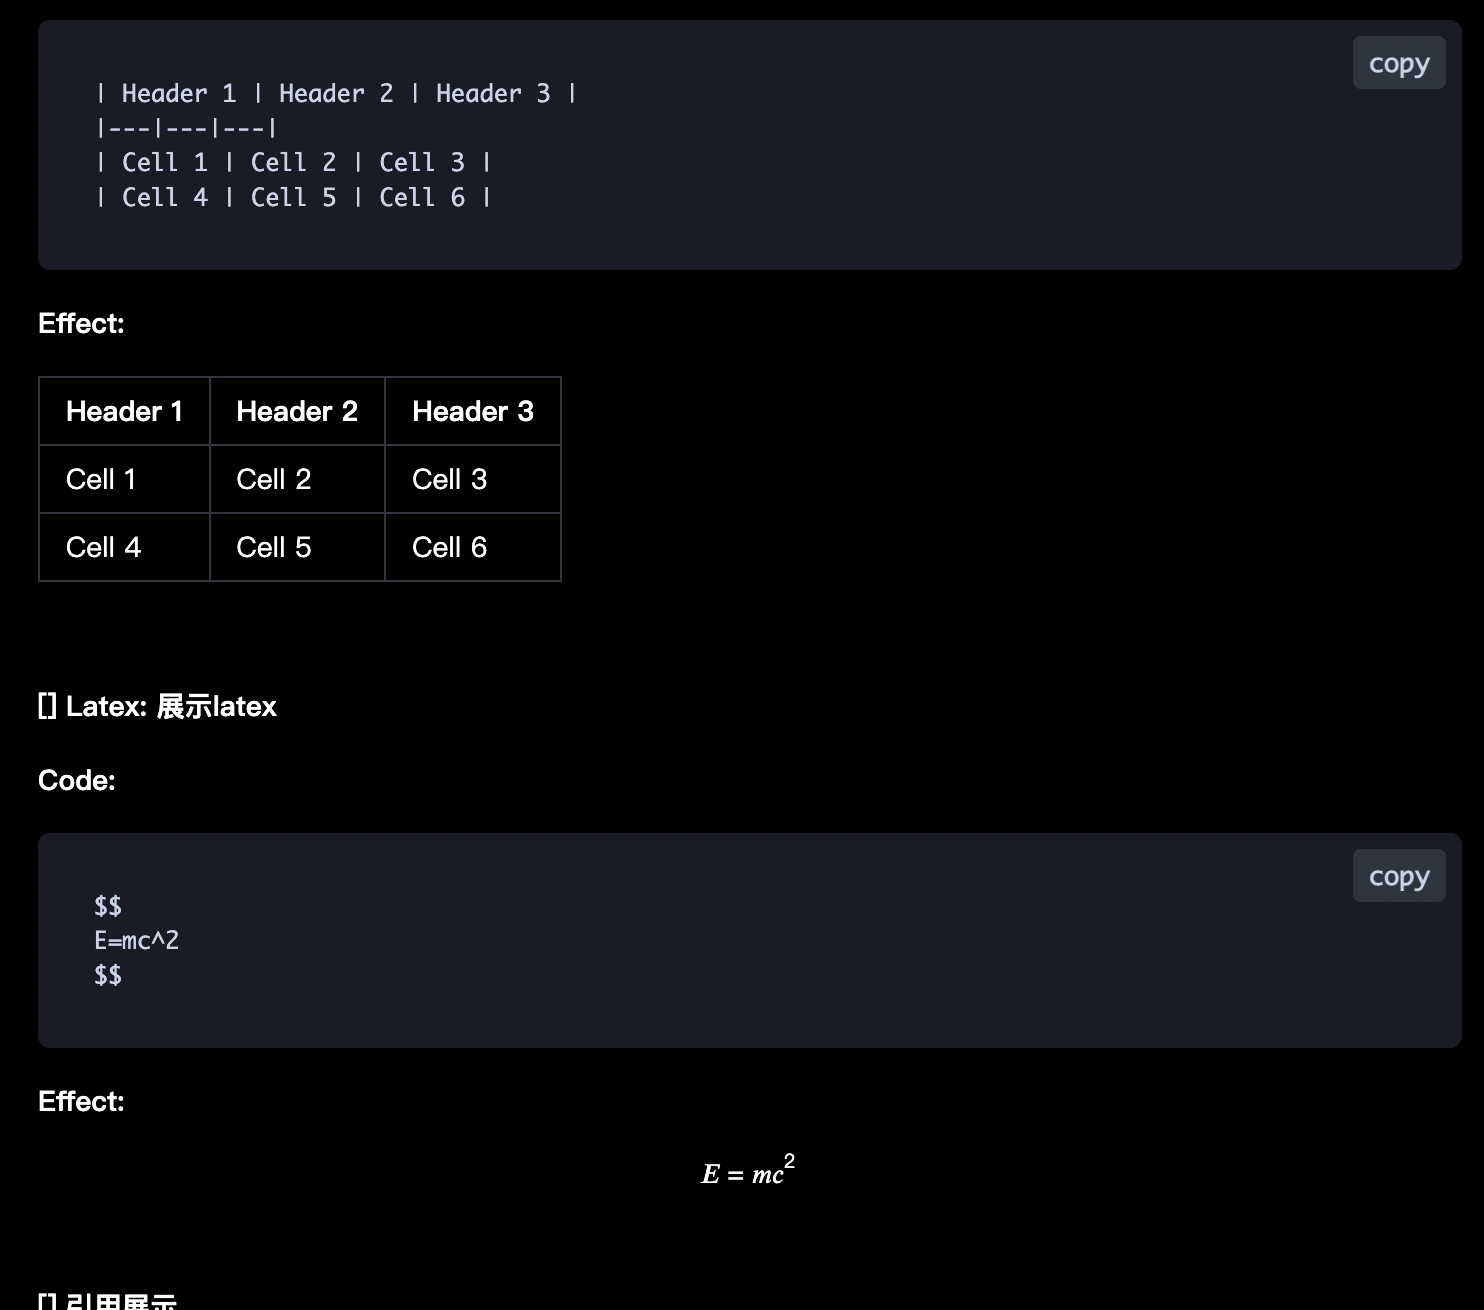 copy
| Header 1 | Header 2 | Header 3 |
|---|---|---|
| Cell 1 | Cell 2 | Cell 3 |
| Cell 4 | Cell 5 | Cell 6 |
Effect:
Header 1 Header 2 Header 3
Cell 1 Cell 2 Cell 3
Cell 4 Cell 5 Cell 6
[] Latex: 展示latex
Code:
copy
$$
E=mc^2
$$
Effect:
E = mc²
[] 引用展示